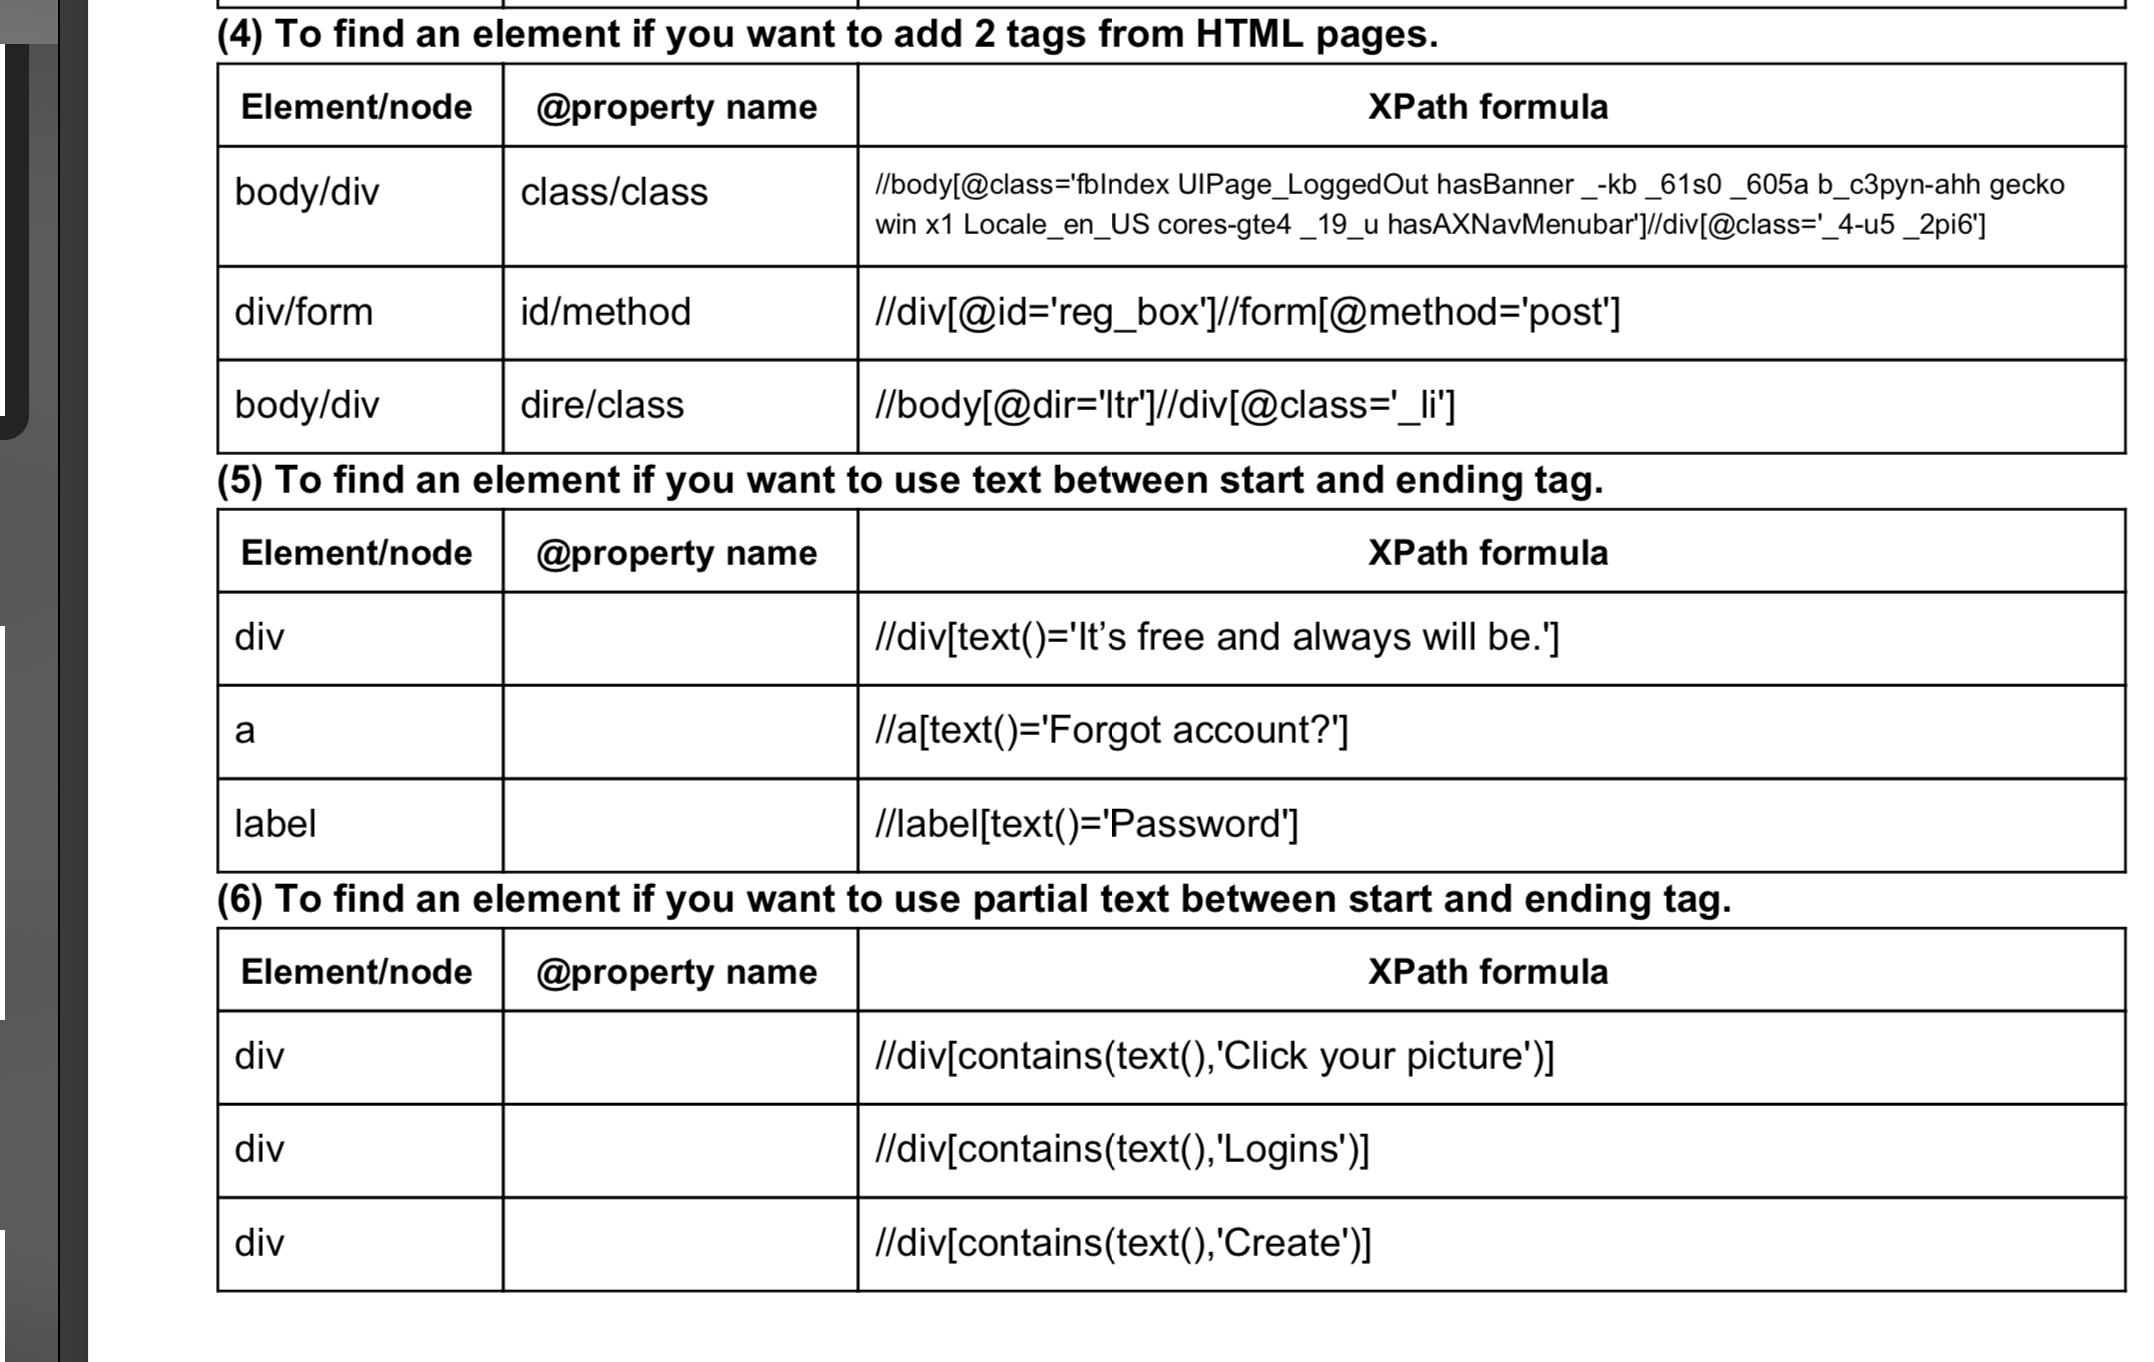 (4) To find an element if you want to add 2 tags from HTML pages.
Element/node @property name XPath formula
body/div class/class //body[@class='fbIndex UIPage_LoggedOut hasBanner _-kb _61s0 _605a b_c3pyn-ahh gecko
win x1 Locale_en_US cores-gte4 _19_u hasAXNavMenubar']//div[@class='_4-u5 _2pi6']
div/form id/method //div[@id='reg_box']//form[@method='post']
body/div dire/class //body[@dir='ltr']//div[@class='_li']
(5) To find an element if you want to use text between start and ending tag.
Element/node @property name XPath formula
div //div[text()='It’s free and always will be.']
a //a[text()='Forgot account?']
label //label[text()='Password']
(6) To find an element if you want to use partial text between start and ending tag.
Element/node @property name XPath formula
div //div[contains(text(),'Click your picture')]
div //div[contains(text(),'Logins')]
div //div[contains(text(),'Create')]